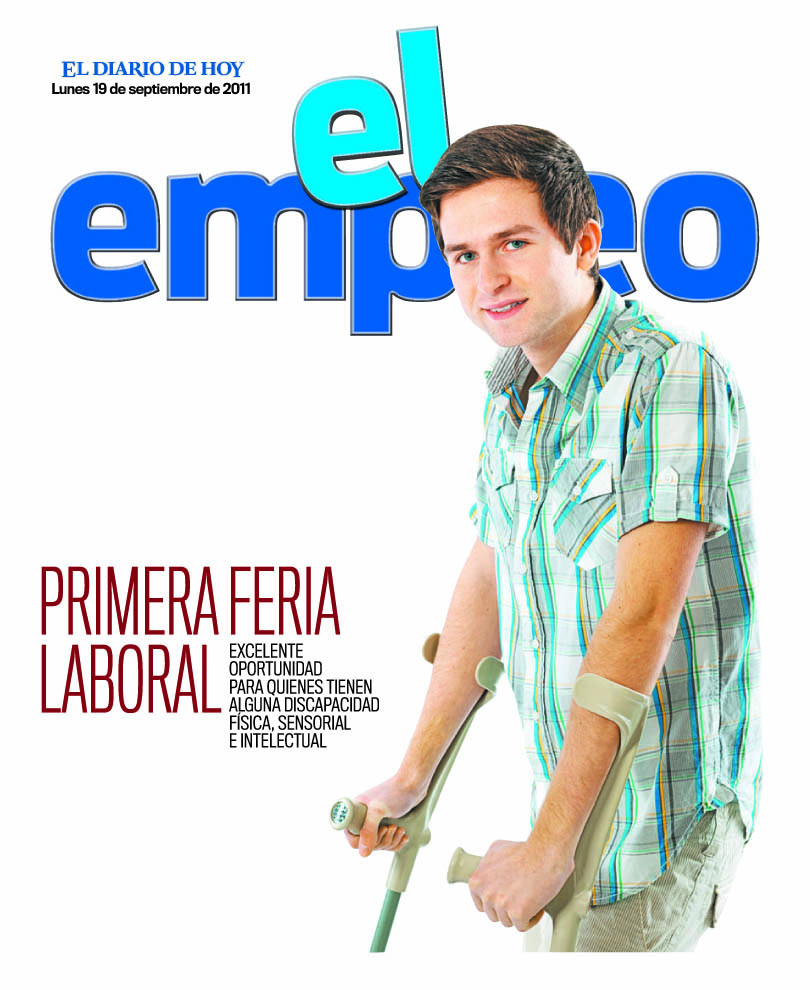 EL DIARIO DE HOY
Lunes 19 de septiembre de 2011
el
empleo
PRIMERA FERIA
LABORAL
EXCELENTE
OPORTUNIDAD
PARA QUIENES TIENEN
ALGUNA DISCAPACIDAD
FÍSICA, SENSORIAL
E INTELECTUAL